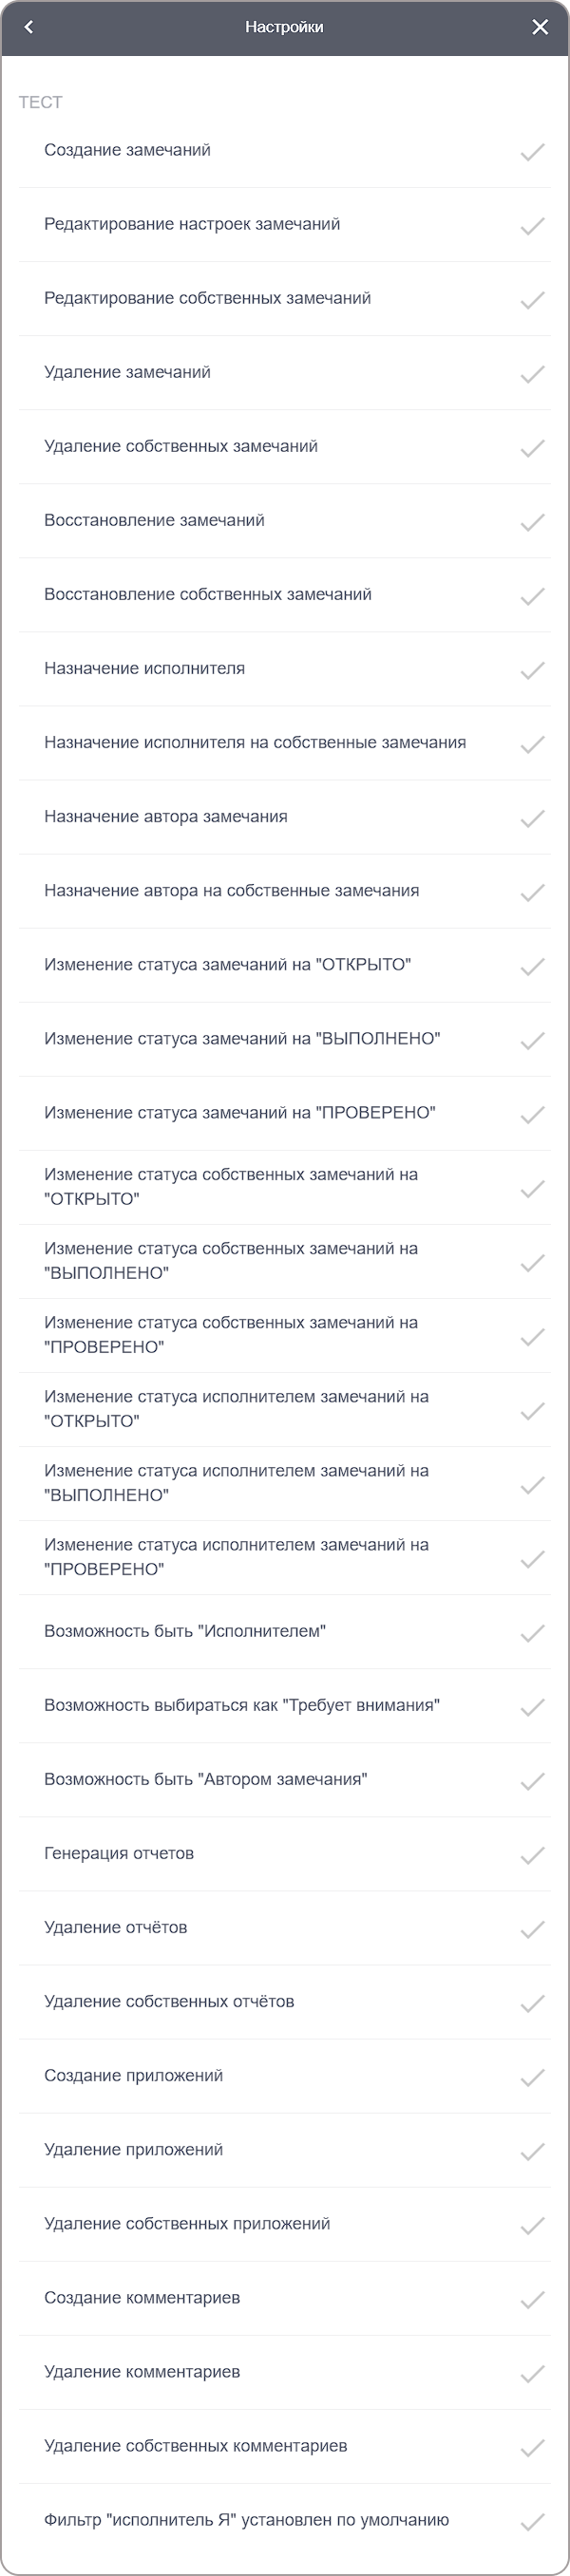 Настройки
ТЕСТ
Создание замечаний
Редактирование настроек замечаний
Редактирование собственных замечаний
Удаление замечаний
Удаление собственных замечаний
Восстановление замечаний
Восстановление собственных замечаний
Назначение исполнителя
Назначение исполнителя на собственные замечания
Назначение автора замечания
Назначение автора на собственные замечания
Изменение статуса замечаний на "ОТКРЫТО"
Изменение статуса замечаний на "ВЫПОЛНЕНО"
Изменение статуса замечаний на "ПРОВЕРЕНО"
Изменение статуса собственных замечаний на
"ОТКРЫТО"
Изменение статуса собственных замечаний на
"ВЫПОЛНЕНО"
Изменение статуса собственных замечаний на
"ПРОВЕРЕНО"
Изменение статуса исполнителем замечаний на
"ОТКРЫТО"
Изменение статуса исполнителем замечаний на
"ВЫПОЛНЕНО"
Изменение статуса исполнителем замечаний на
"ПРОВЕРЕНО"
Возможность быть "Исполнителем"
Возможность выбираться как "Требует внимания"
Возможность быть "Автором замечания"
Генерация отчетов
Удаление отчётов
Удаление собственных отчётов
Создание приложений
Удаление приложений
Удаление собственных приложений
Создание комментариев
Удаление комментариев
Удаление собственных комментариев
Фильтр "исполнитель Я" установлен по умолчанию